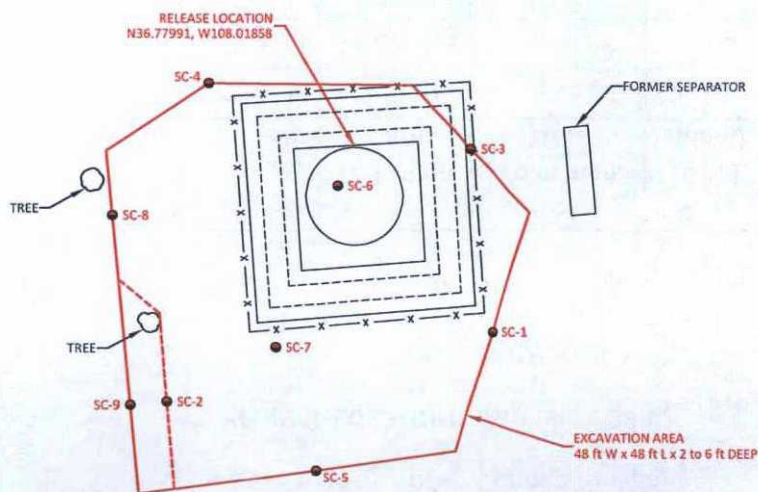 RELEASE LOCATION
N36.77991, W108.01858
SC-4
FORMER SEPARATOR
SC-3
SC-6
TREE
SC-8
SC-1
TREE
SC-7
SC-9
SC-2
EXCAVATION AREA
48 ft W x 48 ft L x 2 to 6 ft DEEP
SC-5